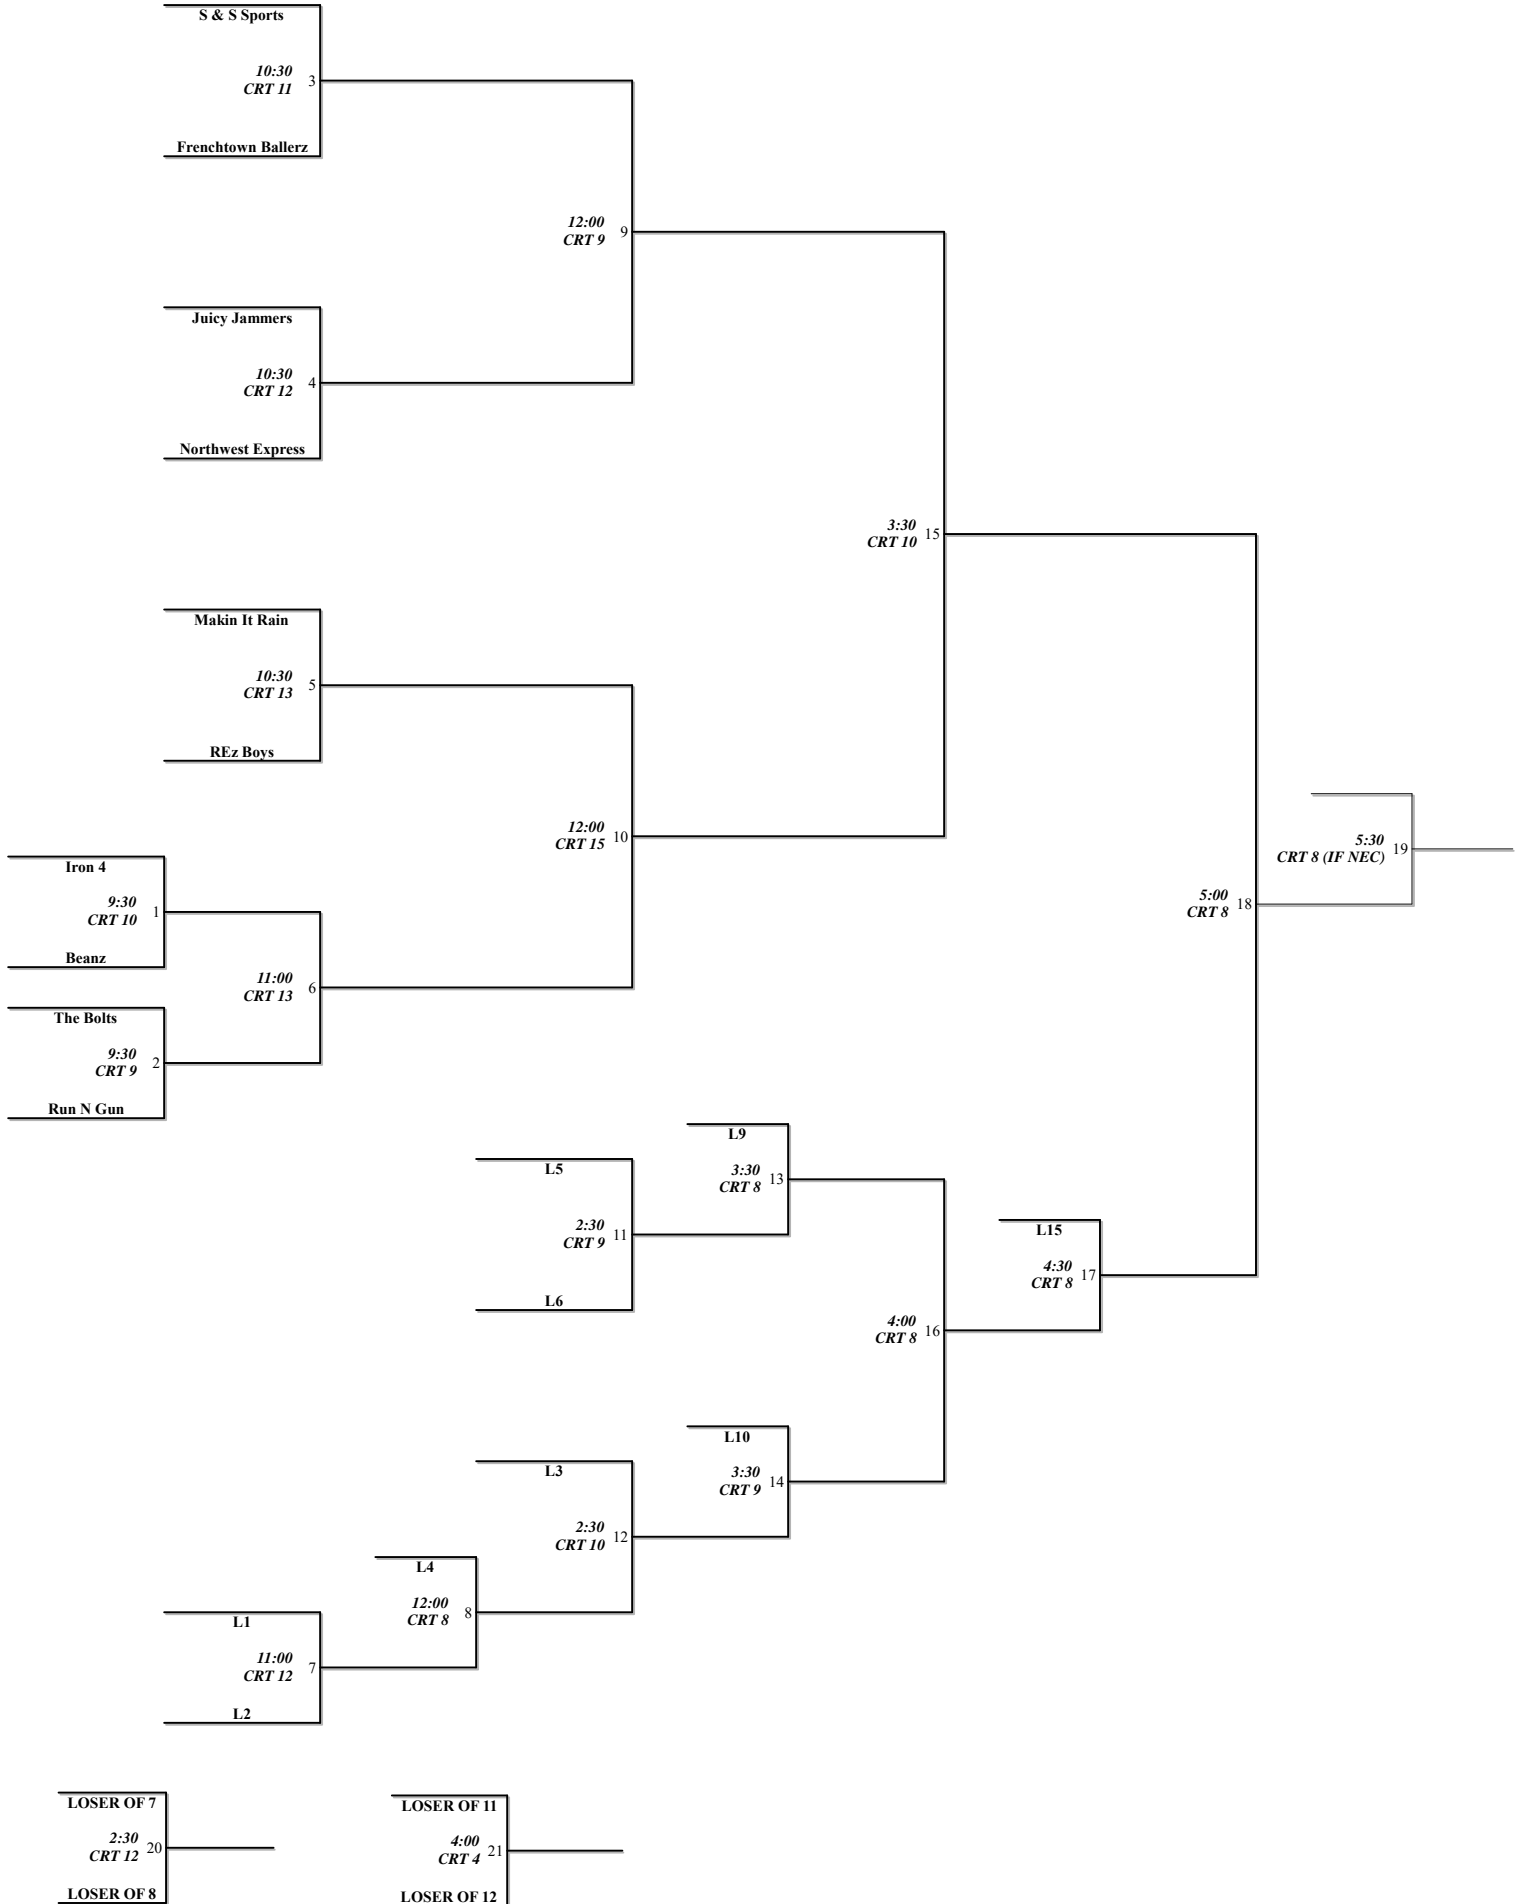 S & S Sports
10:30
CRT 11
3
Frenchtown Ballerz
12:00
CRT 9
9
Juicy Jammers
10:30
CRT 12
4
Northwest Express
3:30
CRT 10
15
Makin It Rain
10:30
CRT 13
5
REz Boys
12:00
CRT 15
10
5:30
CRT 8 (IF NEC)
19
Iron 4
9:30
CRT 10
1
Beanz
5:00
CRT 8
18
11:00
CRT 13
6
The Bolts
9:30
CRT 9
2
Run N Gun
L9
3:30
CRT 8
13
L5
2:30
CRT 9
11
L6
L15
4:30
CRT 8
17
4:00
CRT 8
16
L10
3:30
CRT 9
14
L3
2:30
CRT 10
12
L4
12:00
CRT 8
8
L1
11:00
CRT 12
7
L2
LOSER OF 7
2:30
CRT 12
20
LOSER OF 8
LOSER OF 11
4:00
CRT 4
21
LOSER OF 12